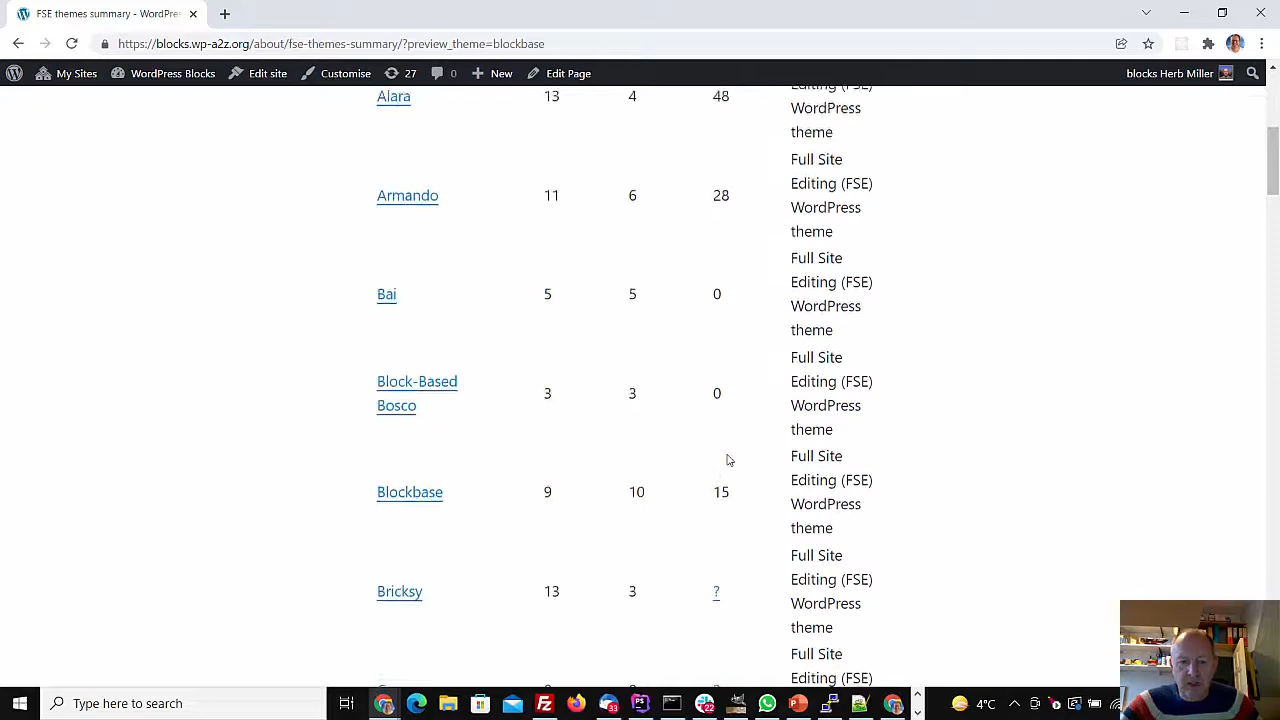 FSE themes summary - WordPres
https://blocks.wp-a2z.org/about/fse-themes-summary/?preview_theme=blockbase
My Sites WordPress Blocks Edit site Customise 27 0 New Edit Page blocks Herb Miller
Alara 13 4 48 Editing (FSE)
WordPress
theme
Full Site
Armando 11 6 28 Editing (FSE)
WordPress
theme
Full Site
Bai 5 5 0 Editing (FSE)
WordPress
theme
Full Site
Block-Based
Bosco 3 3 0 Editing (FSE)
WordPress
theme
Full Site
Blockbase 9 10 15 Editing (FSE)
WordPress
theme
Full Site
Bricksy 13 3 ? Editing (FSE)
WordPress
theme
Full Site
Editing (FSE)
Type here to search 33 22 4°C